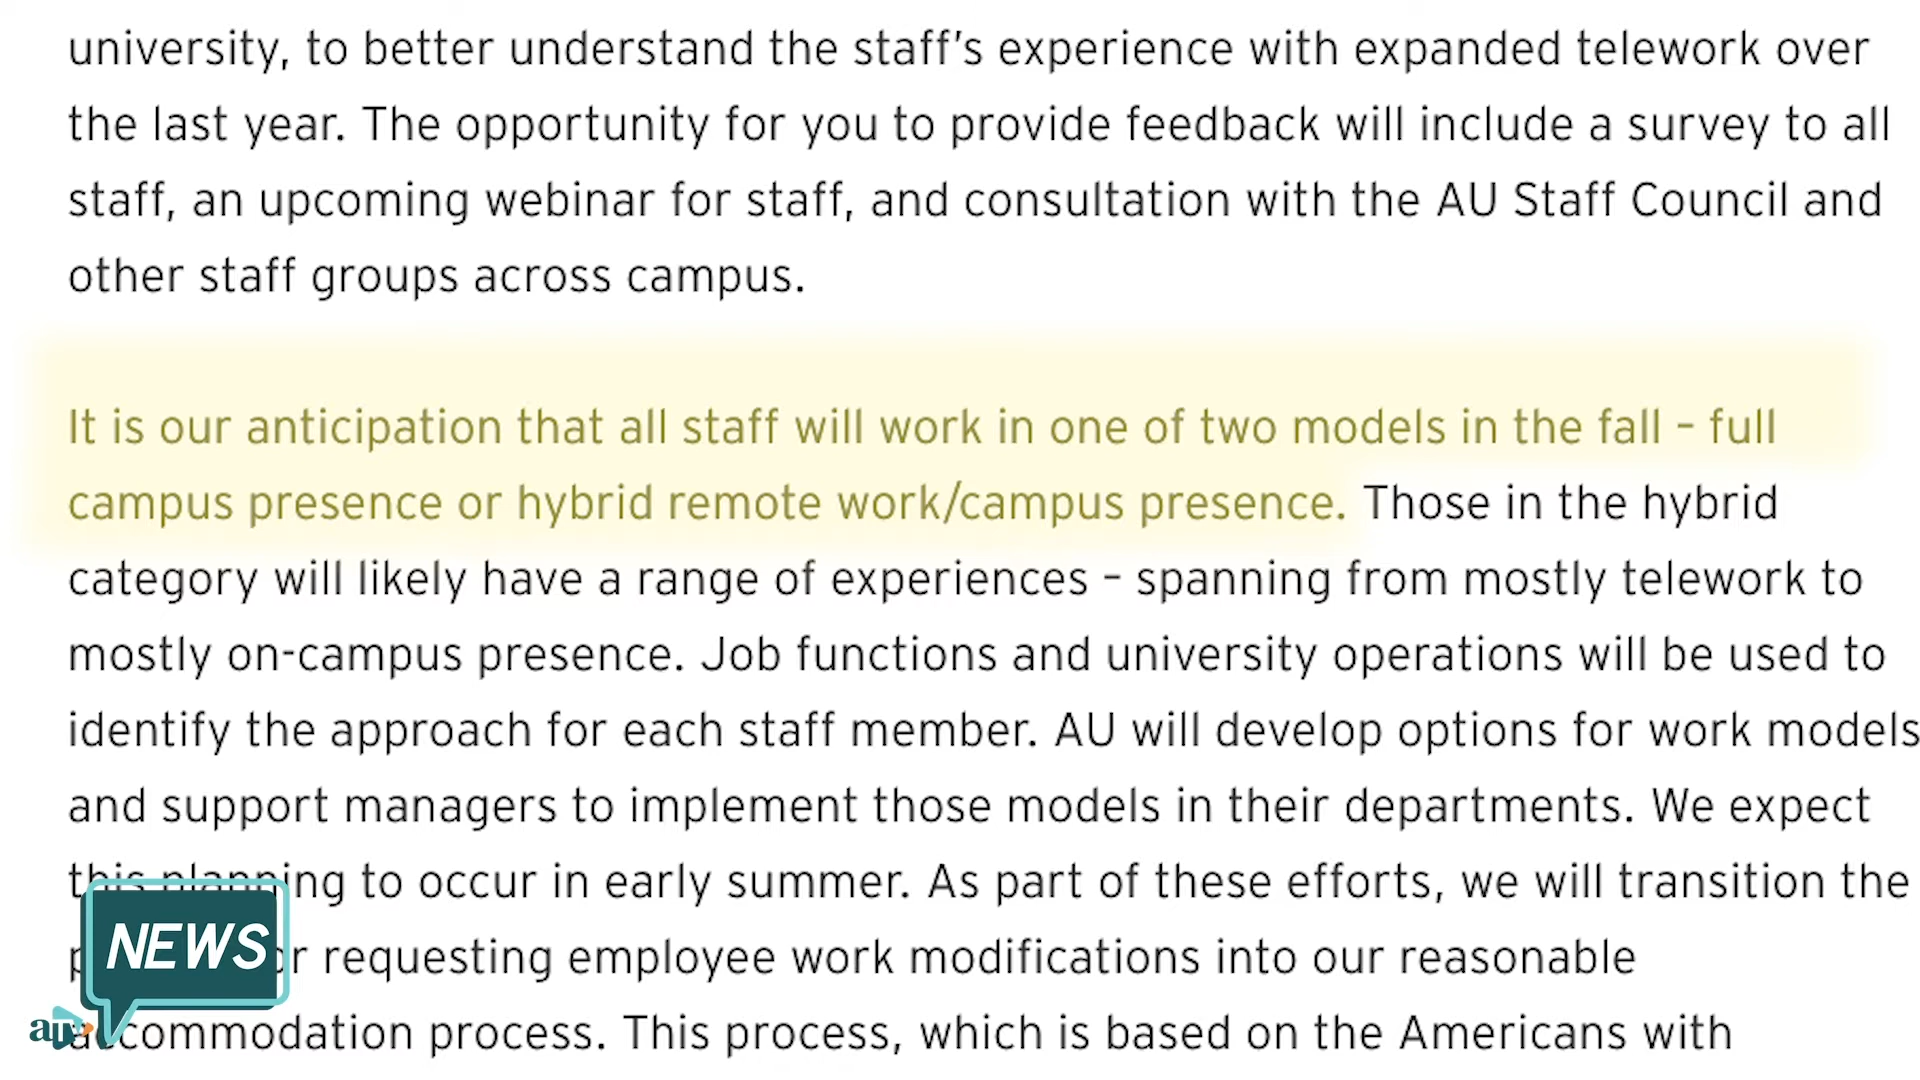 university, to better understand the staff's experience with expanded telework over
the last year. The opportunity for you to provide feedback will include a survey to all
staff, an upcoming webinar for staff, and consultation with the AU Staff Council and
other staff groups across campus.
It is our anticipation that all staff will work in one of two models in the fall – full
campus presence or hybrid remote work/campus presence. Those in the hybrid
category will likely have a range of experiences – spanning from mostly telework to
mostly on-campus presence. Job functions and university operations will be used to
identify the approach for each staff member. AU will develop options for work models
and support managers to implement those models in their departments. We expect
this planning to occur in early summer. As part of these efforts, we will transition the
requesting employee work modifications into our reasonable
accommodation process. This process, which is based on the Americans with
NEWS